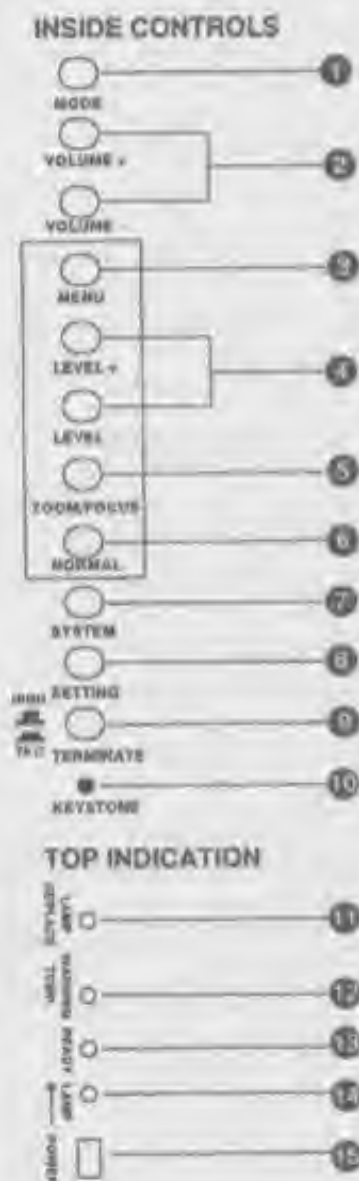 INSIDE CONTROLS
1
MODE
VOLUME +
2
VOLUME
MENU
3
LEVEL +
4
LEVEL
5
ZOOM/FOCUS
6
NORMAL
7
SYSTEM
8
SETTING
9
TERMINATE
10
KEYSTONE
TOP INDICATION
LAMP
REPLACE
11
WARNING
TEMP.
12
READY
13
LAMP
14
POWER
15